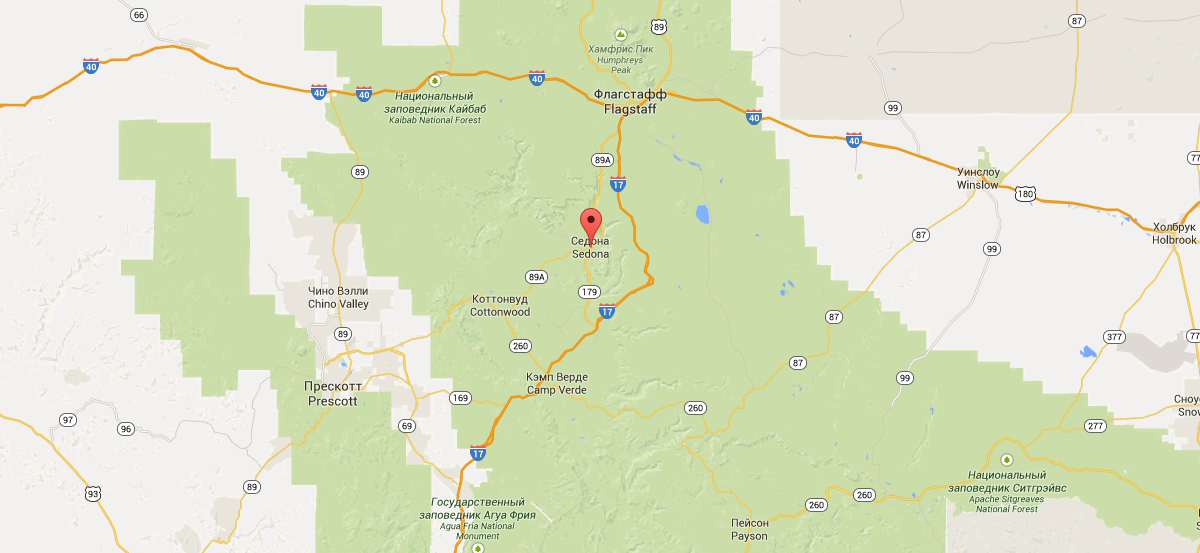 66
89
87
Хамфрис Пик
Humphreys
Peak
40
40
40
40
Национальный
заповедник Кайбаб
Kaibab National Forest
Флагстафф
Flagstaff
99
40
40
89A
89
17
77
Уинслоу
Winslow
180
Седона
Sedona
87
99
Холбрук
Holbrook
89A
179
Чино Вэлли
Chino Valley
Коттонвуд
Cottonwood
17
87
89
260
377
77
87
Кэмп Верде
Camp Verde
99
Прескотт
Prescott
169
260
97
96
69
277
Сноу
Snow
17
Национальный
заповедник Ситгрэйвс
Apache Sitgreaves
National Forest
93
89
260
260
Государственный
заповедник Агуа Фрия
Agua Fria National
Monument
Пейсон
Payson